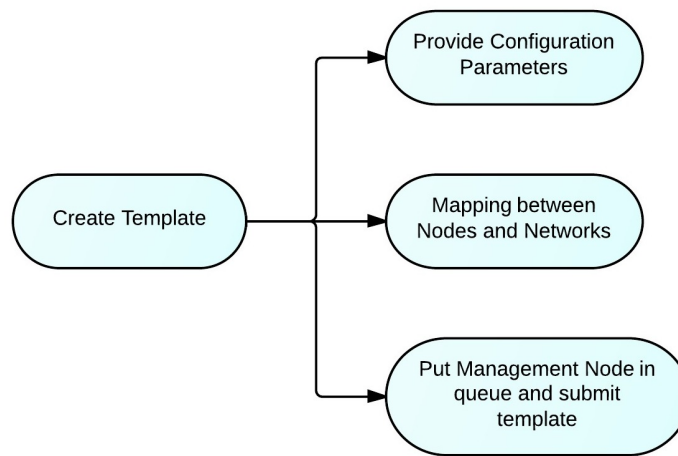 Provide Configuration
Parameters
Create Template
Mapping between
Nodes and Networks
Put Management Node in
queue and submit
template